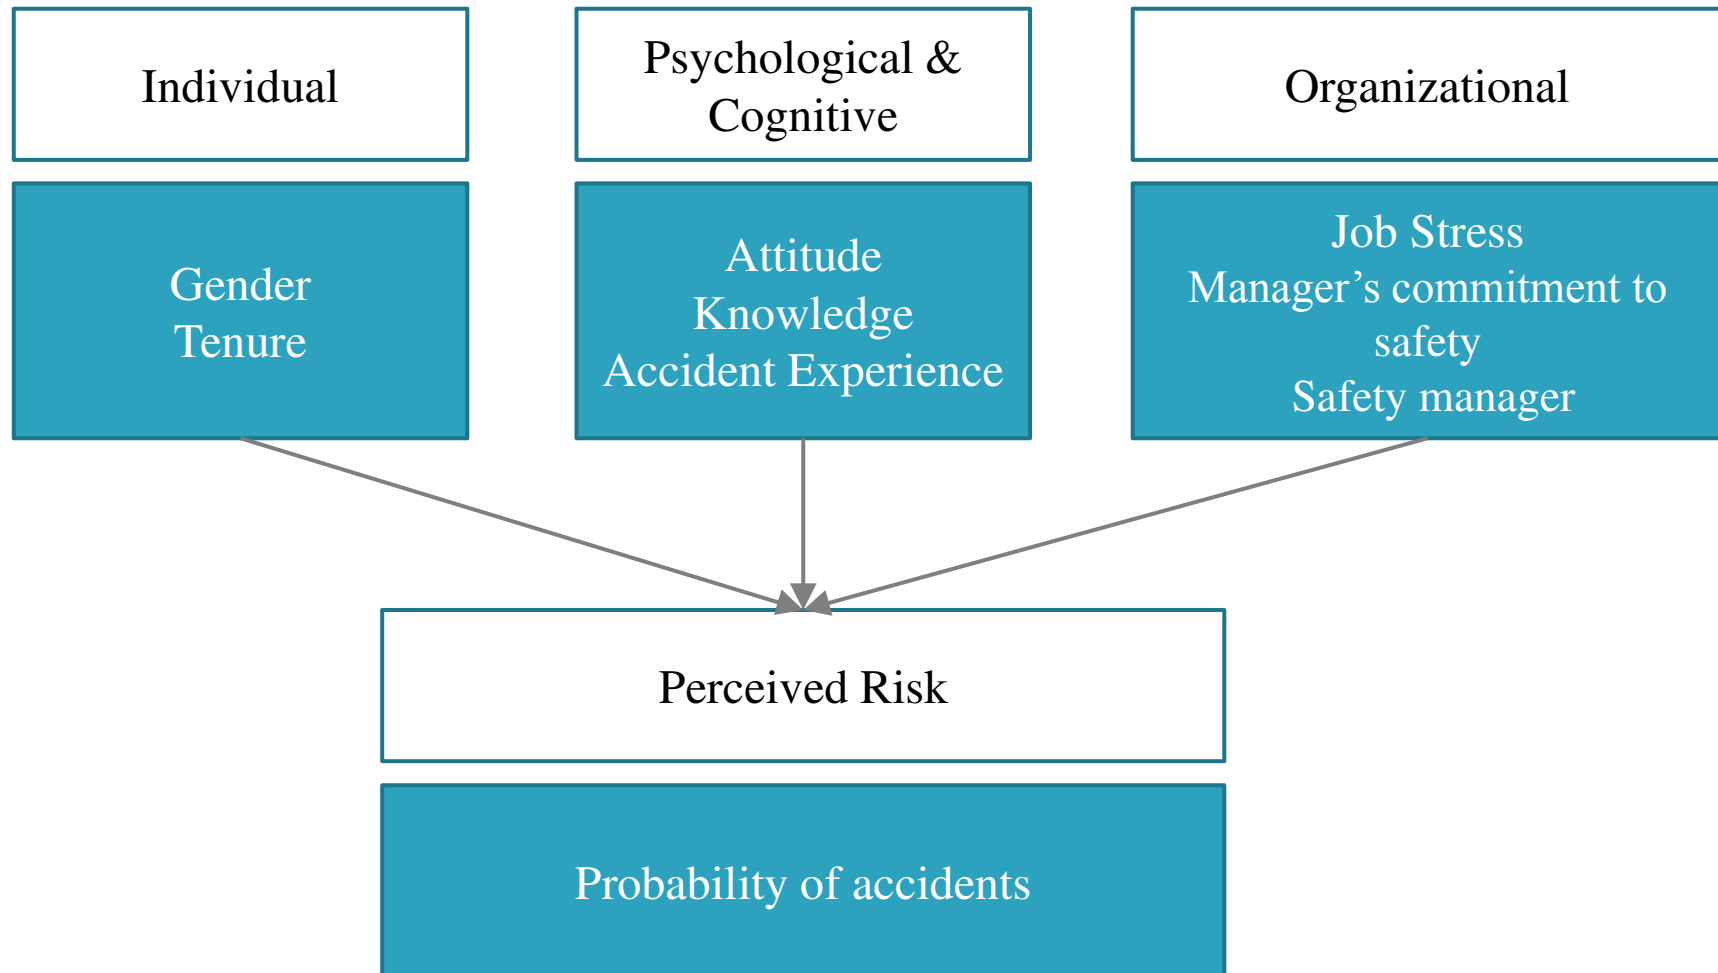 Individual
Psychological &
Cognitive
Organizational
Gender
Tenure
Attitude
Knowledge
Accident Experience
Job Stress
Manager’s commitment to
safety
Safety manager
Perceived Risk
Probability of accidents